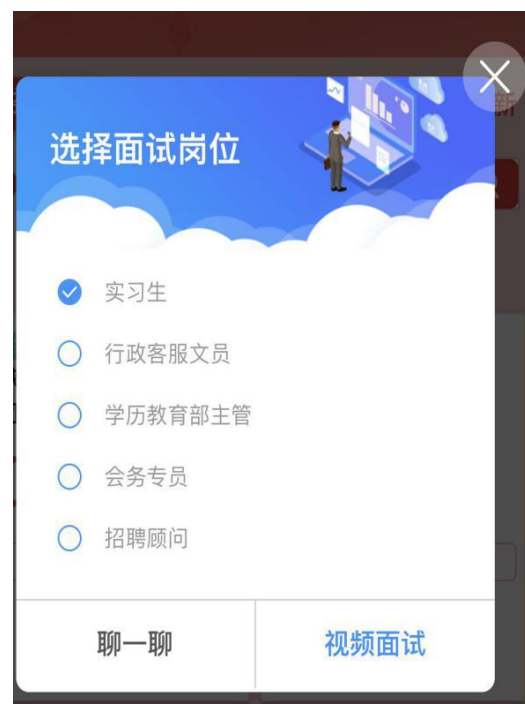 新
选择面试岗位
实习生
行政客服文员
学历教育部主管
会务专员
招聘顾问
聊一聊
视频面试